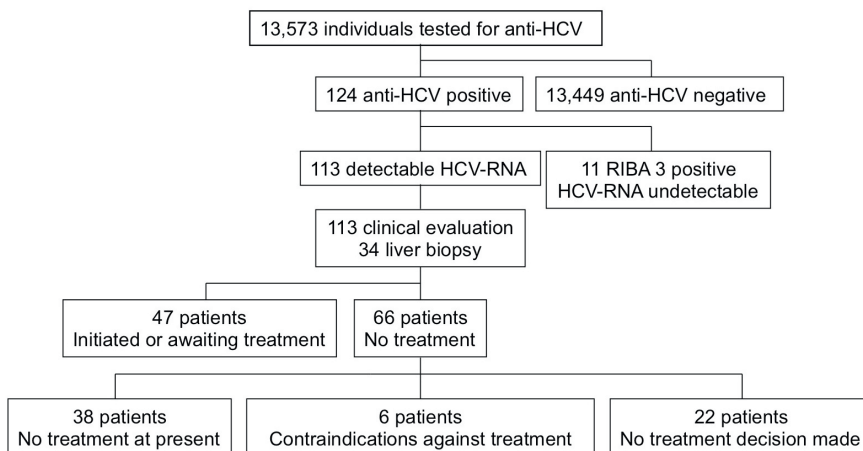 13,573 individuals tested for anti-HCV
124 anti-HCV positive
13,449 anti-HCV negative
113 detectable HCV-RNA
11 RIBA 3 positive
HCV-RNA undetectable
113 clinical evaluation
34 liver biopsy
47 patients
Initiated or awaiting treatment
66 patients
No treatment
38 patients
No treatment at present
6 patients
Contraindications against treatment
22 patients
No treatment decision made